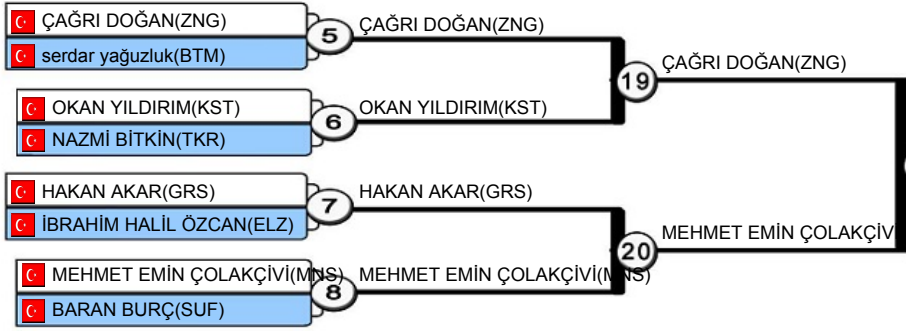 ÇAĞRI DOĞAN(ZNG)
serdar yağuzluk(BTM)
5
ÇAĞRI DOĞAN(ZNG)
OKAN YILDIRIM(KST)
NAZMİ BİTKİN(TKR)
6
OKAN YILDIRIM(KST)
19
ÇAĞRI DOĞAN(ZNG)
HAKAN AKAR(GRS)
İBRAHİM HALİL ÖZCAN(ELZ)
7
HAKAN AKAR(GRS)
MEHMET EMİN ÇOLAKÇİVİ(MNS)
BARAN BURÇ(SUF)
8
MEHMET EMİN ÇOLAKÇİVİ(MNS)
20
MEHMET EMİN ÇOLAKÇİV